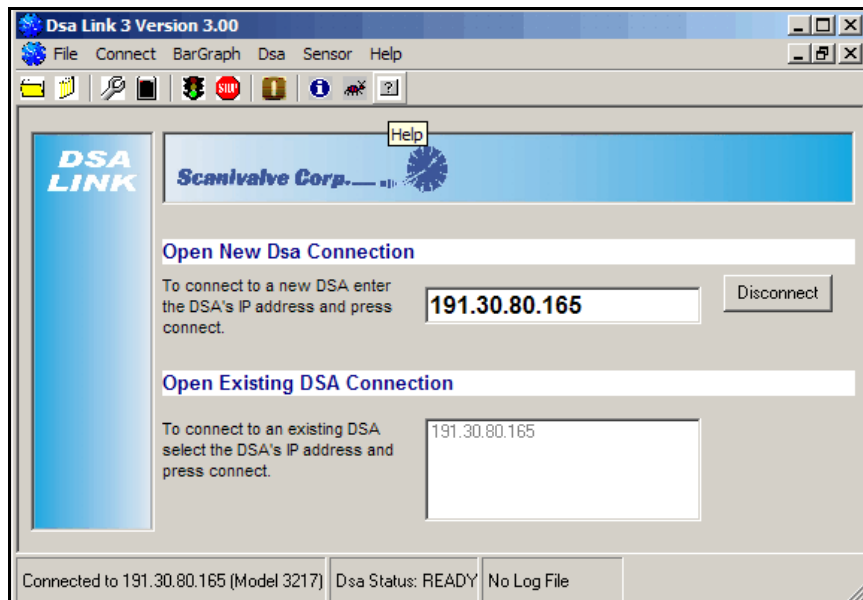 Dsa Link 3 Version 3.00
File Connect BarGraph Dsa Sensor Help
STOP
Help
DSA
LINK
Scanivalve Corp.
Open New Dsa Connection
To connect to a new DSA enter
the DSA's IP address and press
connect.
191.30.80.165
Disconnect
Open Existing DSA Connection
To connect to an existing DSA
select the DSA's IP address and
press connect.
191.30.80.165
Connected to 191.30.80.165 (Model 3217) Dsa Status: READY No Log File